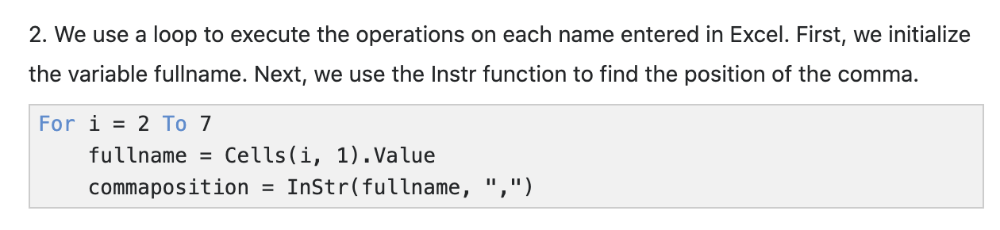 2. We use a loop to execute the operations on each name entered in Excel. First, we initialize
the variable fullname. Next, we use the Instr function to find the position of the comma.
For i = 2 To 7
    fullname = Cells(i, 1).Value
    commaposition = InStr(fullname, ",")